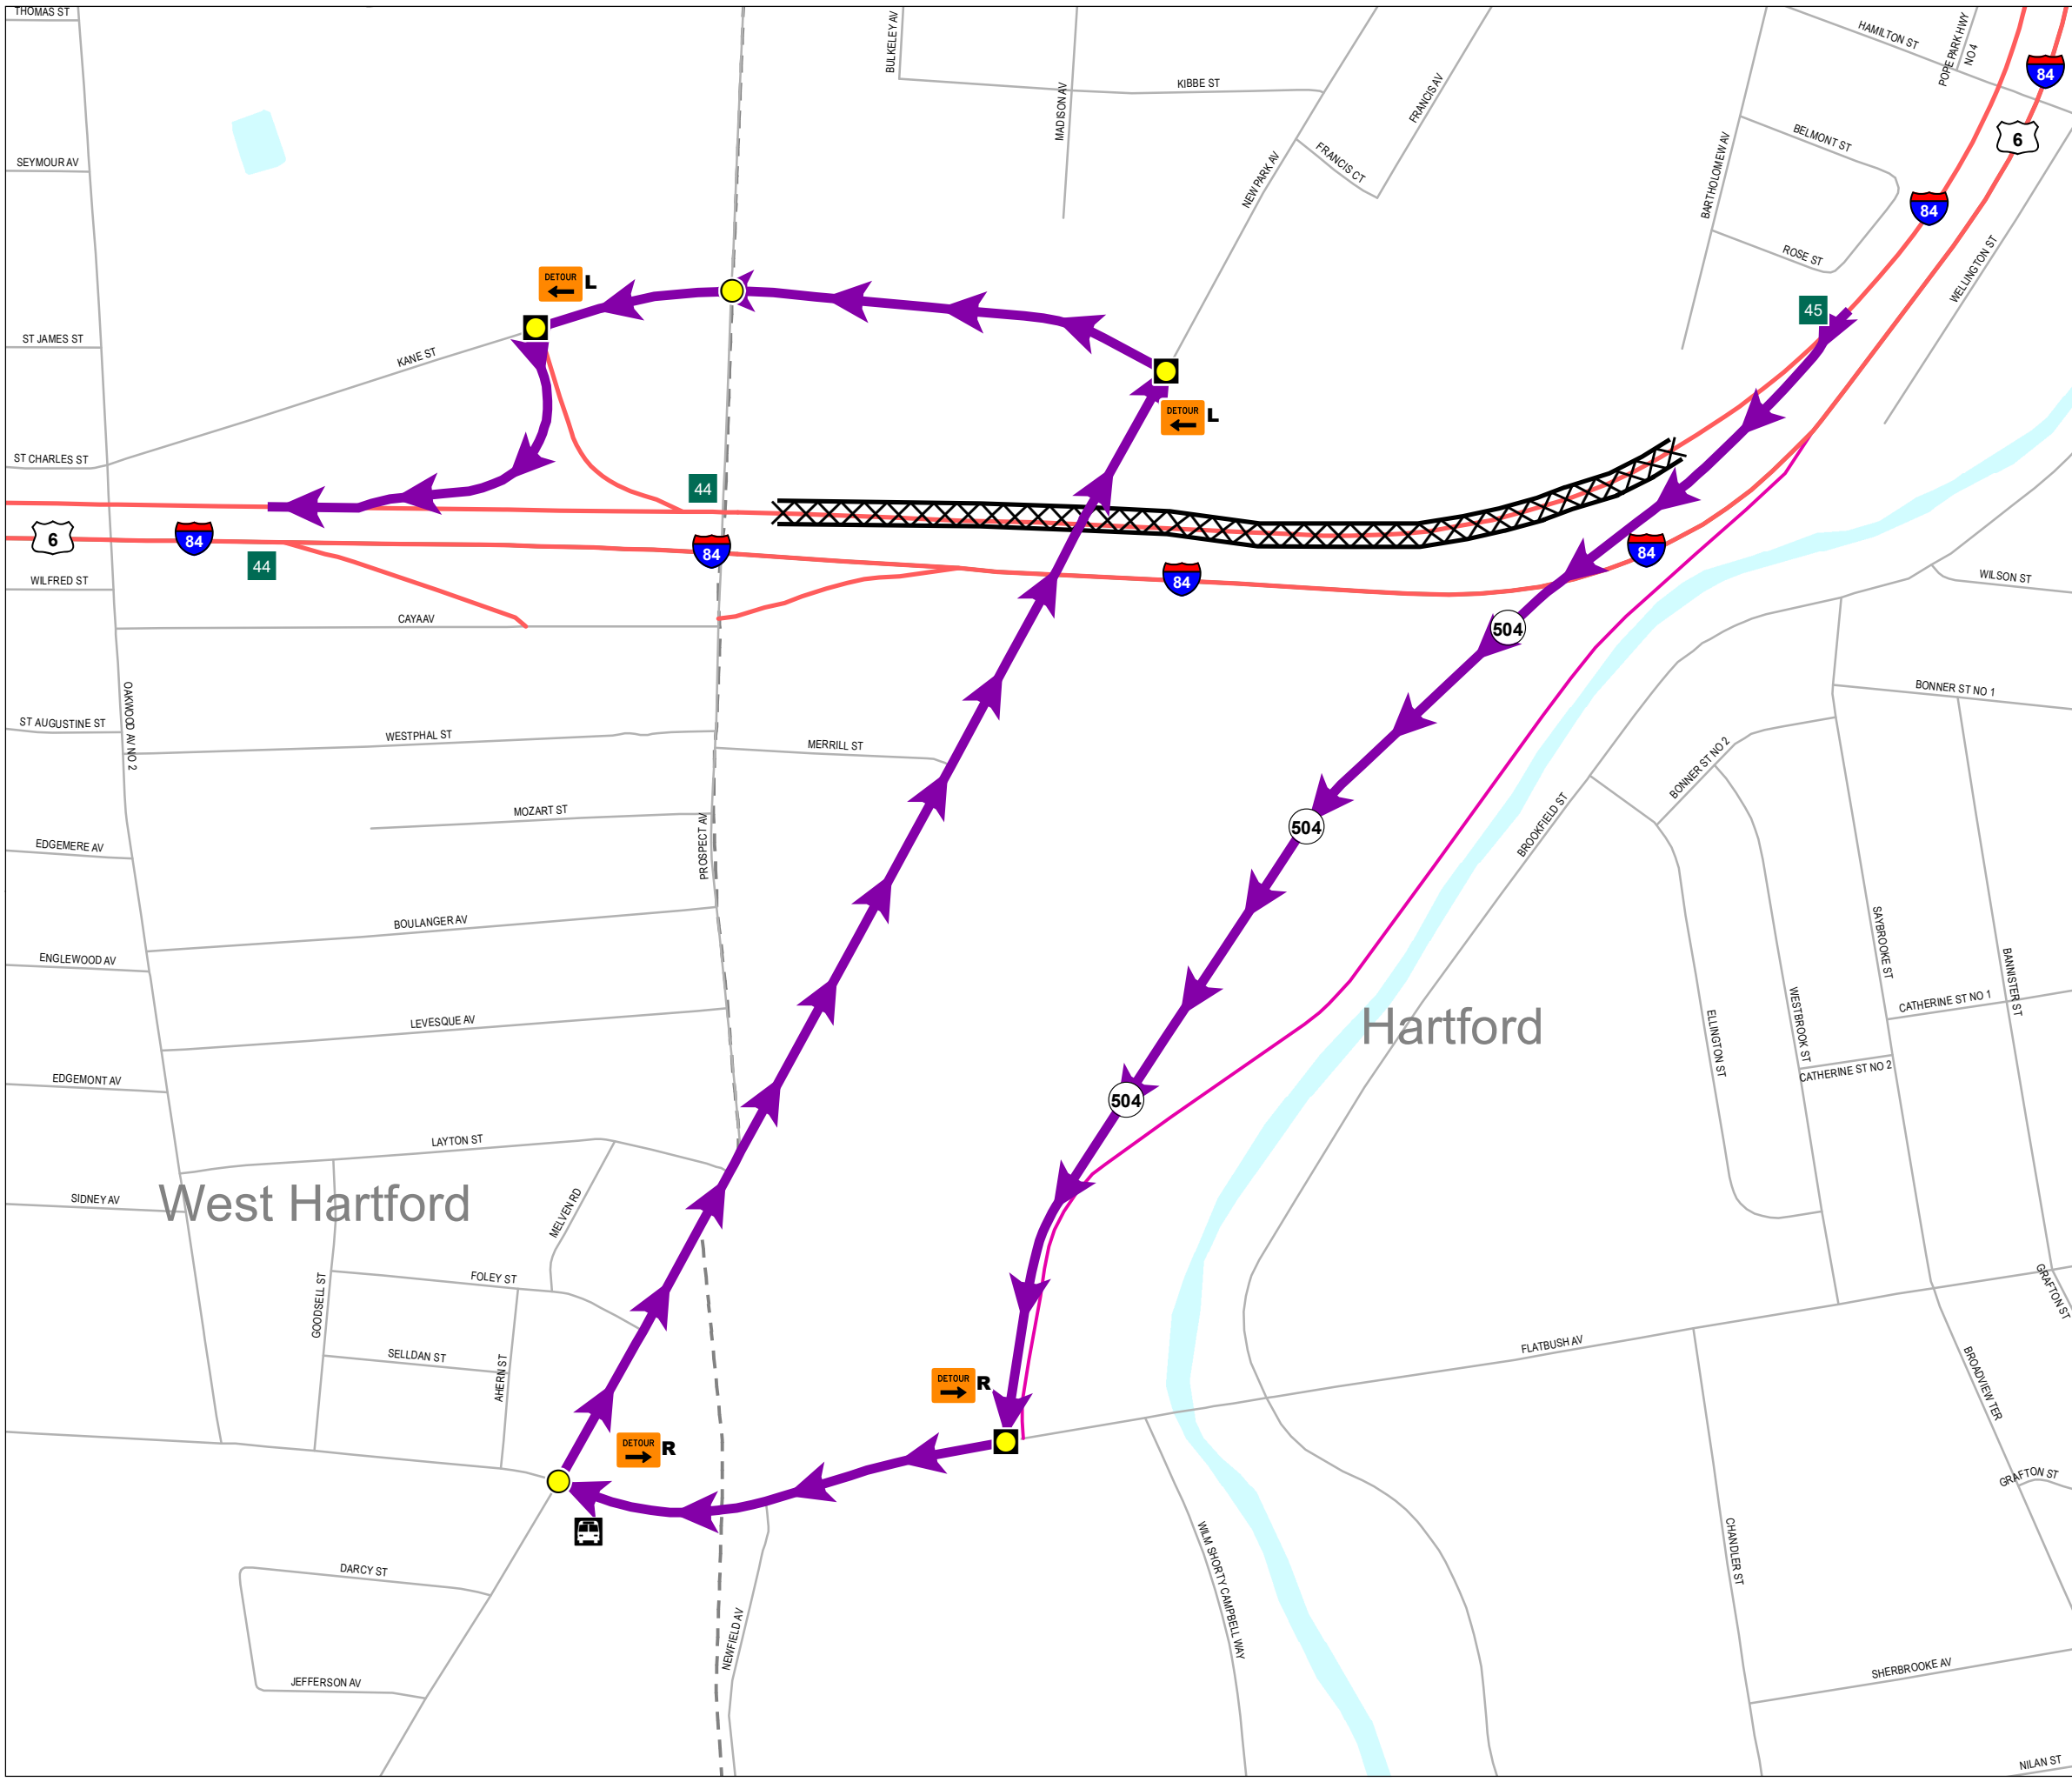 THOMAS ST
BULKELEY AV
HAMILTON ST
POPE PARK HWY
NO 4
84
KIBBE ST
MADISON AV
FRANCIS AV
6
BELMONT ST
SEYMOUR AV
FRANCIS CT
BARTHOLOMEW AV
NEW PARK AV
84
ROSE ST
WELLINGTON ST
DETOUR
L
45
ST JAMES ST
KANE ST
DETOUR
L
ST CHARLES ST
44
6
84
84
84
84
44
WILFRED ST
WILSON ST
CAYAAV
504
OAKWOOD AV NO 2
BONNER ST NO 1
ST AUGUSTINE ST
WESTPHAL ST
MERRILL ST
BONNER ST NO 2
MOZART ST
504
BROOKFIELD ST
PROSPECT AV
EDGEMERE AV
BOULANGER AV
SAYBROOKE ST
ENGLEWOOD AV
BANNISTER ST
LEVESQUE AV
Hartford
CATHERINE ST NO 1
WESTBROOK ST
ELLINGTON ST
CATHERINE ST NO 2
EDGEMONT AV
504
LAYTON ST
West Hartford
SIDNEY AV
MELVEN RD
FOLEY ST
GOODSELL ST
GRAFTON ST
FLATBUSH AV
SELLDAN ST
AHERN ST
DETOUR
R
BROADVIEW TER
DETOUR
R
GRAFTON ST
CHANDLER ST
WILM SHORTY CAMPBELL WAY
DARCY ST
NEWFIELD AV
SHERBROOKE AV
JEFFERSON AV
NILAN ST